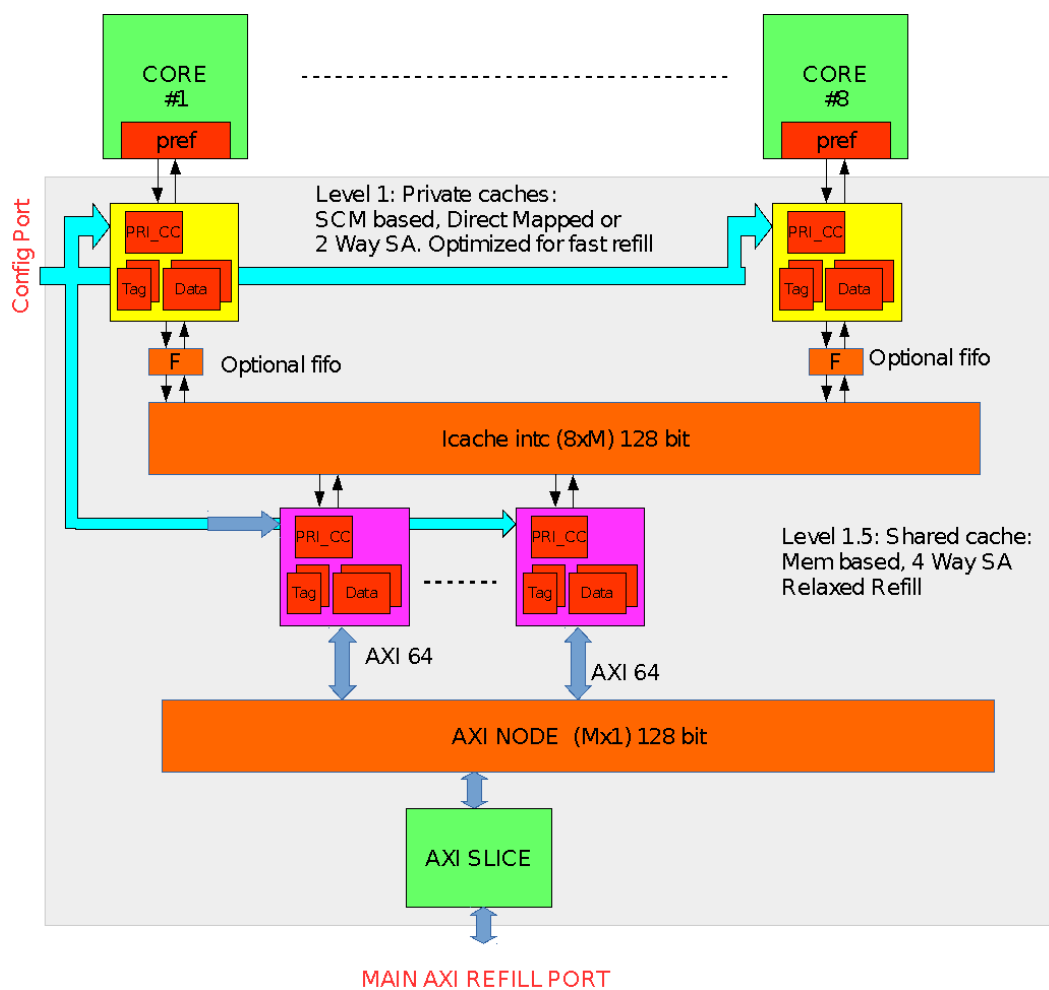 CORE
#1
CORE
#8
pref
pref
Level 1: Private caches:
SCM based, Direct Mapped or
2 Way SA. Optimized for fast refill
Config Port
PRI_CC
Tag
Data
PRI_CC
Tag
Data
F
Optional fifo
F
Optional fifo
Icache intc (8xM) 128 bit
PRI_CC
Tag
Data
PRI_CC
Tag
Data
Level 1.5: Shared cache:
Mem based, 4 Way SA
Relaxed Refill
AXI 64
AXI 64
AXI NODE (Mx1) 128 bit
AXI SLICE
MAIN AXI REFILL PORT